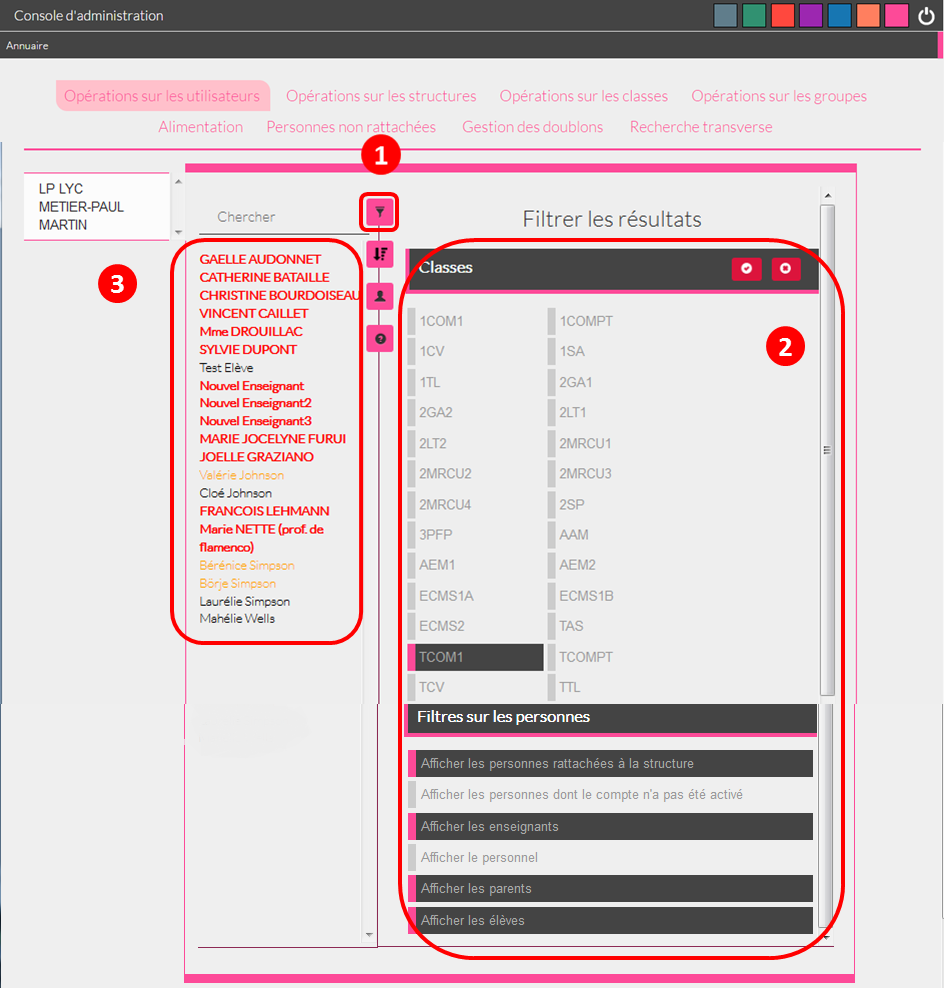 Console d'administration
Annuaire
Opérations sur les utilisateurs
Opérations sur les structures
Opérations sur les classes
Opérations sur les groupes
Alimentation
Personnes non rattachées
Gestion des doublons
Recherche transverse
1
LP LYC
METIER-PAUL
MARTIN
3
Chercher
GAELLE AUDONNET
CATHERINE BATAILLE
CHRISTINE BOURDOISEAU
VINCENT CAILLET
Mme DROUILLAC
SYLVIE DUPONT
Test Elève
Nouvel Enseignant
Nouvel Enseignant2
Nouvel Enseignant3
MARIE JOCELYNE FURUI
JOELLE GRAZIANO
Valérie Johnson
Cloé Johnson
FRANCOIS LEHMANN
Marie NETTE (prof. de
flamenco)
Bérénice Simpson
Börje Simpson
Laurélie Simpson
Mahélie Wells
Filtrer les résultats
Classes
2
1COM1
1COMPT
1CV
1SA
1TL
2GA1
2GA2
2LT1
2LT2
2MRCU1
2MRCU2
2MRCU3
2MRCU4
2SP
3PFP
AAM
AEM1
AEM2
ECMS1A
ECMS1B
ECMS2
TAS
TCOM1
TCOMPT
TCV
TTL
Filtres sur les personnes
Afficher les personnes rattachées à la structure
Afficher les personnes dont le compte n'a pas été activé
Afficher les enseignants
Afficher le personnel
Afficher les parents
Afficher les élèves